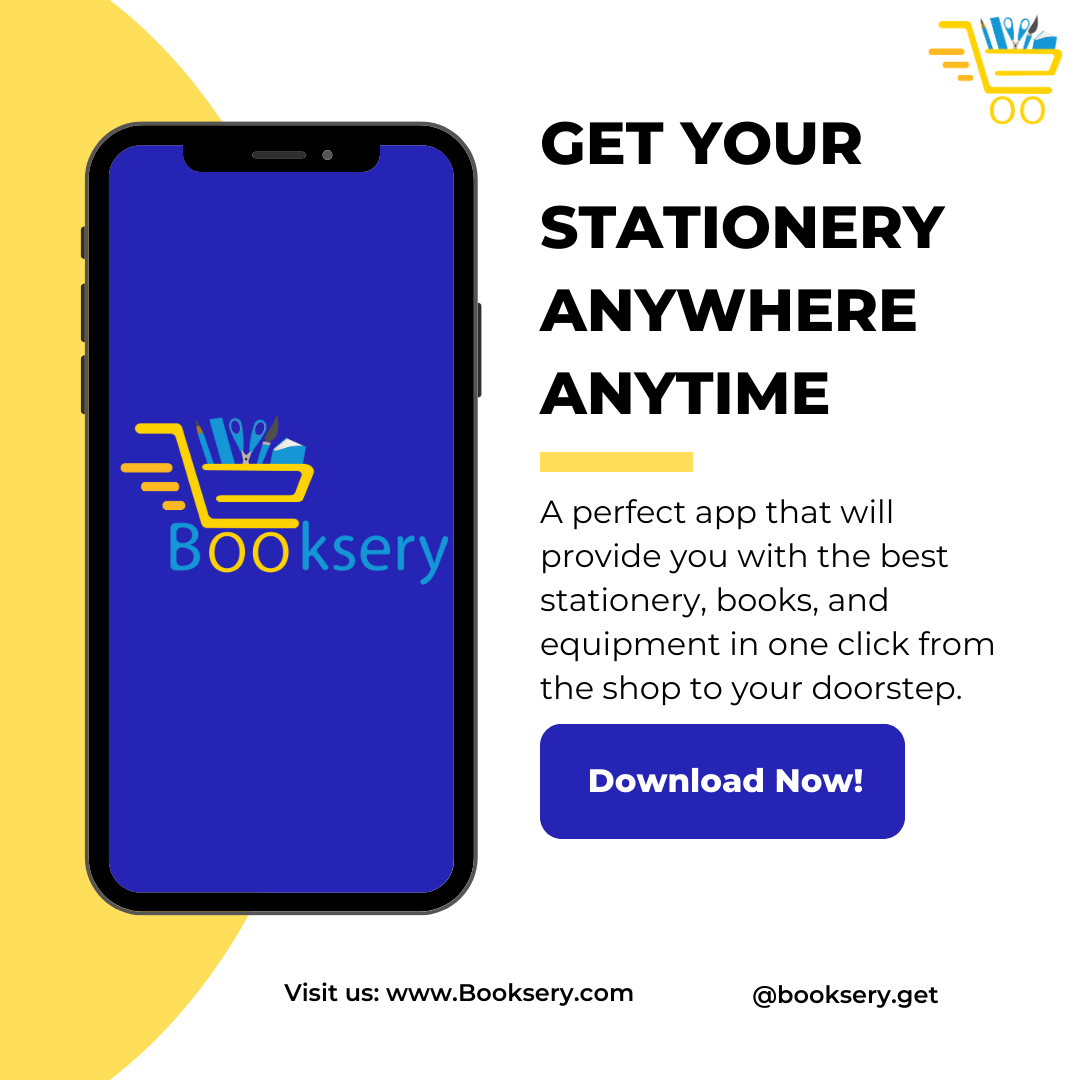 GET YOUR
STATIONERY
ANYWHERE
ANYTIME
Booksery
A perfect app that will
provide you with the best
stationery, books, and
equipment in one click from
the shop to your doorstep.
Download Now!
Visit us: www.Booksery.com
@booksery.get